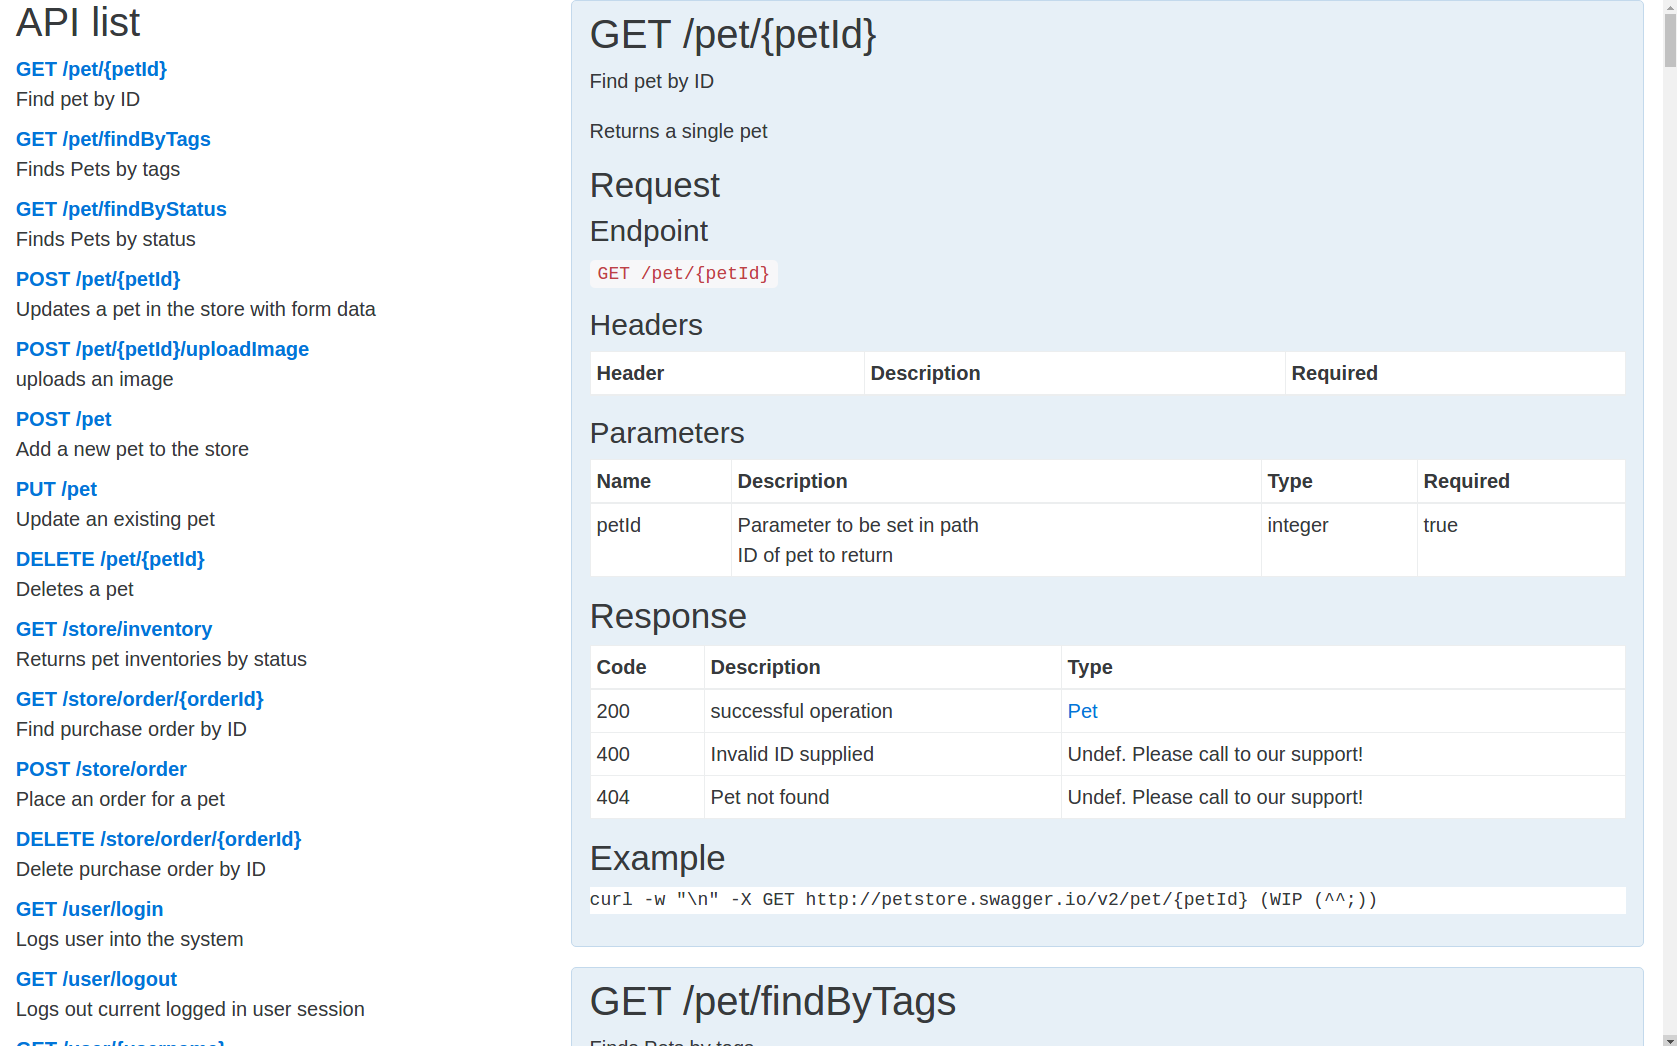 API list
GET /pet/{petId}
Find pet by ID
GET /pet/findByTags
Finds Pets by tags
GET /pet/findByStatus
Finds Pets by status
POST /pet/{petId}
Updates a pet in the store with form data
POST /pet/{petId}/uploadImage
uploads an image
POST /pet
Add a new pet to the store
PUT /pet
Update an existing pet
DELETE /pet/{petId}
Deletes a pet
GET /store/inventory
Returns pet inventories by status
GET /store/order/{orderId}
Find purchase order by ID
POST /store/order
Place an order for a pet
DELETE /store/order/{orderId}
Delete purchase order by ID
GET /user/login
Logs user into the system
GET /user/logout
Logs out current logged in user session
GET /user/{username}
GET /pet/{petId}
Find pet by ID
Returns a single pet
Request
Endpoint
GET /pet/{petId}
Headers
Header Description Required
Parameters
Name Description Type Required
petId Parameter to be set in path integer true
ID of pet to return
Response
Code Description Type
200 successful operation Pet
400 Invalid ID supplied Undef. Please call to our support!
404 Pet not found Undef. Please call to our support!
Example
curl -w "\n" -X GET http://petstore.swagger.io/v2/pet/{petId} (WIP (^^;))
GET /pet/findByTags
Finds Pets by tags